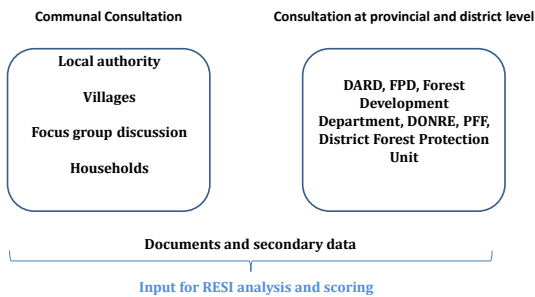 Communal Consultation
Local authority
Villages
Focus group discussion
Households
Consultation at provincial and district level
DARD, FPD, Forest
Development
Department, DONRE, PFF,
District Forest Protection
Unit
Documents and secondary data
Input for RESI analysis and scoring